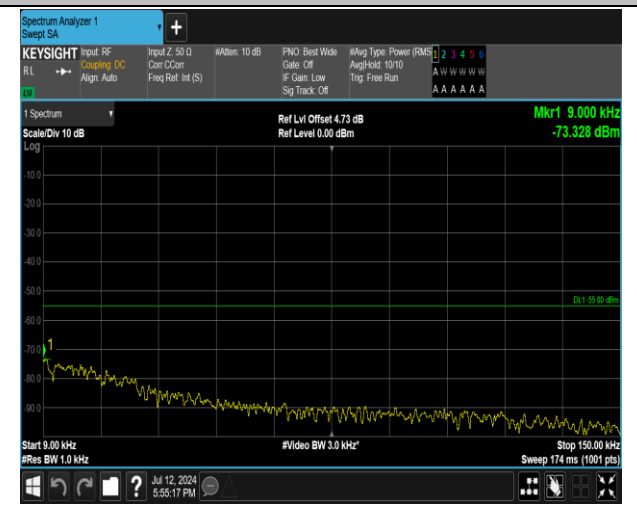 Spectrum Analyzer 1
Swept SA
+
KEYSIGHT Input: RF Input Z: 50 Ω #Atten: 10 dB PNO: Best Wide #Avg Type: Power (RMS 1 2 3 4 5 6
RL Coupling: DC Corr CCorr Gate: Off Avg|Hold: 10/10 A W W W W W
Align: Auto Freq Ref: Int (S) IF Gain: Low Trig: Free Run
Sig Track: Off A A A A A A
1 Spectrum Ref Lvl Offset 4.73 dB Mkr1 9.000 kHz
Scale/Div 10 dB Ref Level 0.00 dBm -73.328 dBm
Log
-10.0
-20.0
-30.0
-40.0
-50.0
DL1 -55.00 dBm
-60.0
-70.0 1
-80.0
-90.0
Start 9.00 kHz #Video BW 3.0 kHz* Stop 150.00 kHz
#Res BW 1.0 kHz Sweep 174 ms (1001 pts)
? Jul 12, 2024
5:55:17 PM